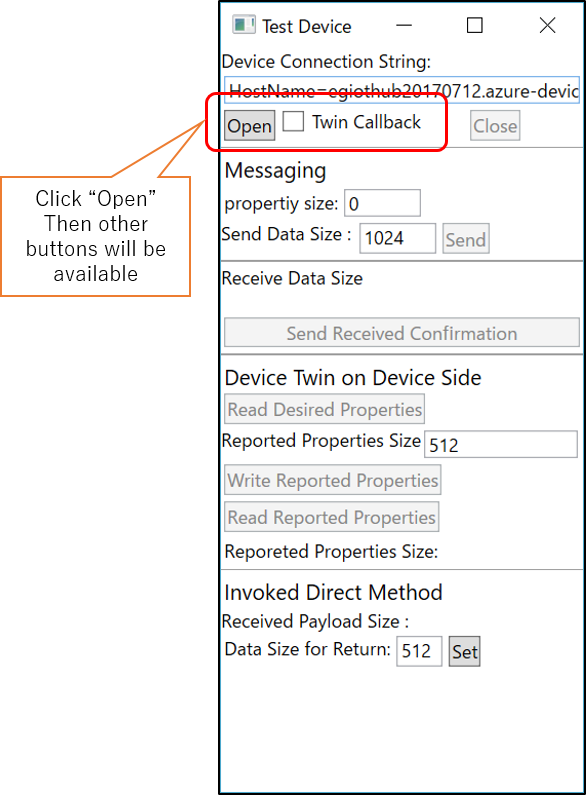 Test Device
Device Connection String:
HostName=egiothub20170712.azure-devic
Open Twin Callback Close
Click “Open”
Then other
buttons will be
available
Messaging
propertiy size: 0
Send Data Size : 1024 Send
Receive Data Size
Send Received Confirmation
Device Twin on Device Side
Read Desired Properties
Reported Properties Size 512
Write Reported Properties
Read Reported Properties
Reporeted Properties Size:
Invoked Direct Method
Received Payload Size :
Data Size for Return: 512 Set